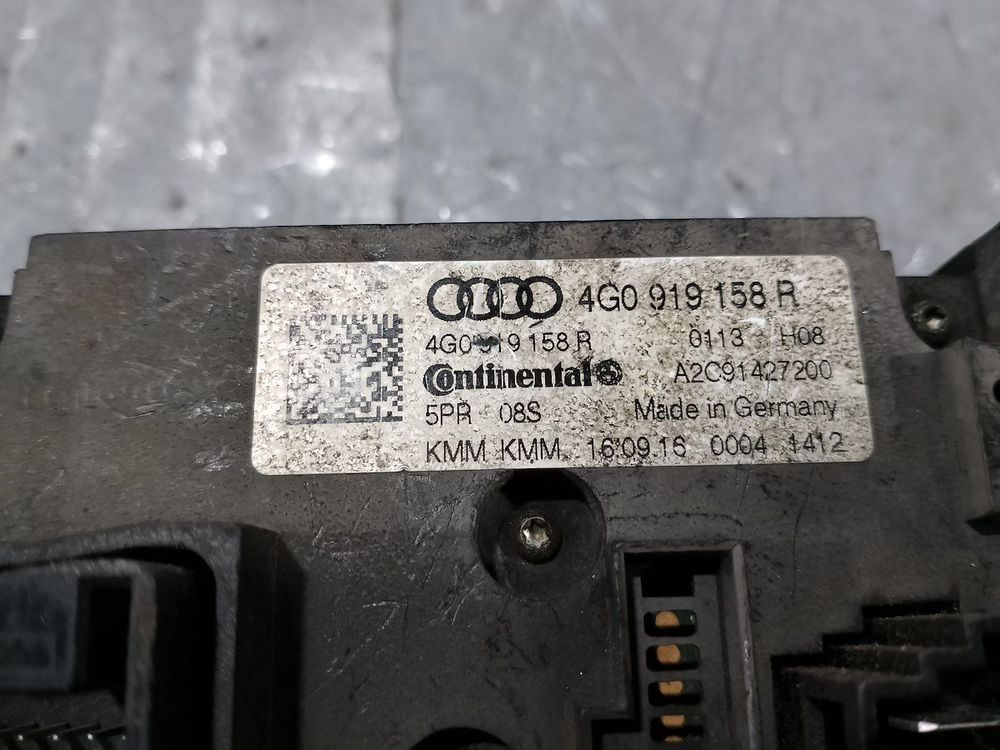 4G0 919 158 R
4G0 919 158 R 0113 H08
Continental A2C91427200
5PR 08S Made in Germany
KMM KMM 16.09.16 0004 1412